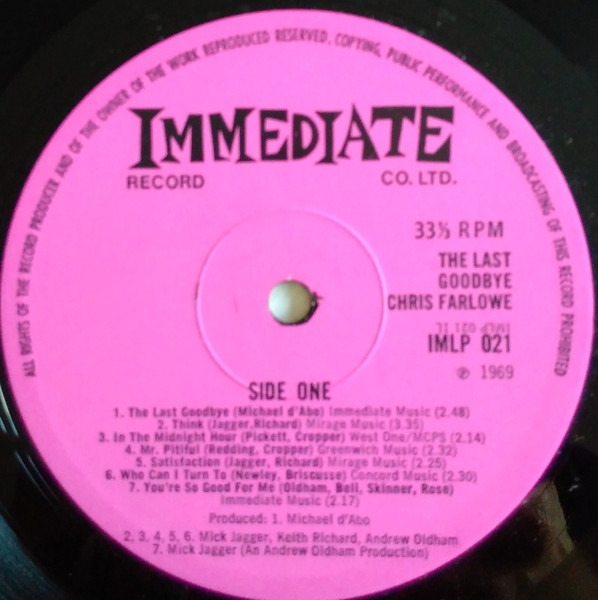 ALL RIGHTS OF THE RECORD PRODUCER AND OF THE OWNER OF THE WORK REPRODUCED RESERVED. COPYING, PUBLIC PERFORMANCE AND BROADCASTING OF THIS RECORD PROHIBITED
IMMEDIATE
RECORD CO. LTD.
33⅓ RPM
THE LAST
GOODBYE
CHRIS FARLOWE
IMLP 021 1L
IMLP 021
℗ 1969
SIDE ONE
1. The Last Goodbye (Michael d'Abo) Immediate Music (2.48)
2. Think (Jagger,Richard) Mirage Music (3.35)
3. In The Midnight Hour (Pickett, Cropper) West One/MCPS (2.14)
4. Mr. Pitiful (Redding, Cropper) Greenwich Music (2.32)
5. Satisfaction (Jagger, Richard) Mirage Music (2.25)
6. Who Can I Turn To (Newley, Briscusse) Concord Music (2.30)
7. You're So Good For Me (Oldham, Bell, Skinner, Rose)
Immediate Music (2.17)
Produced: 1. Michael d'Abo
2, 3, 4, 5, 6. Mick Jagger, Keith Richard, Andrew Oldham
7. Mick Jagger (An Andrew Oldham Production)